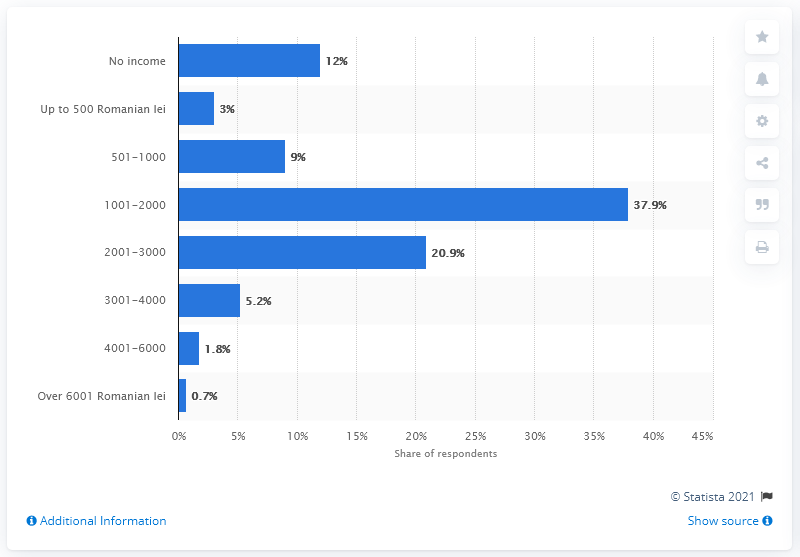 No income 12%
Up to 500 Romanian lei 3%
501-1000 9%
1001-2000 37.9%
2001-3000 20.9%
3001-4000 5.2%
4001-6000 1.8%
Over 6001 Romanian lei 0.7%
0% 5% 10% 15% 20% 25% 30% 35% 40% 45%
Share of respondents
© Statista 2021
Additional Information Show source